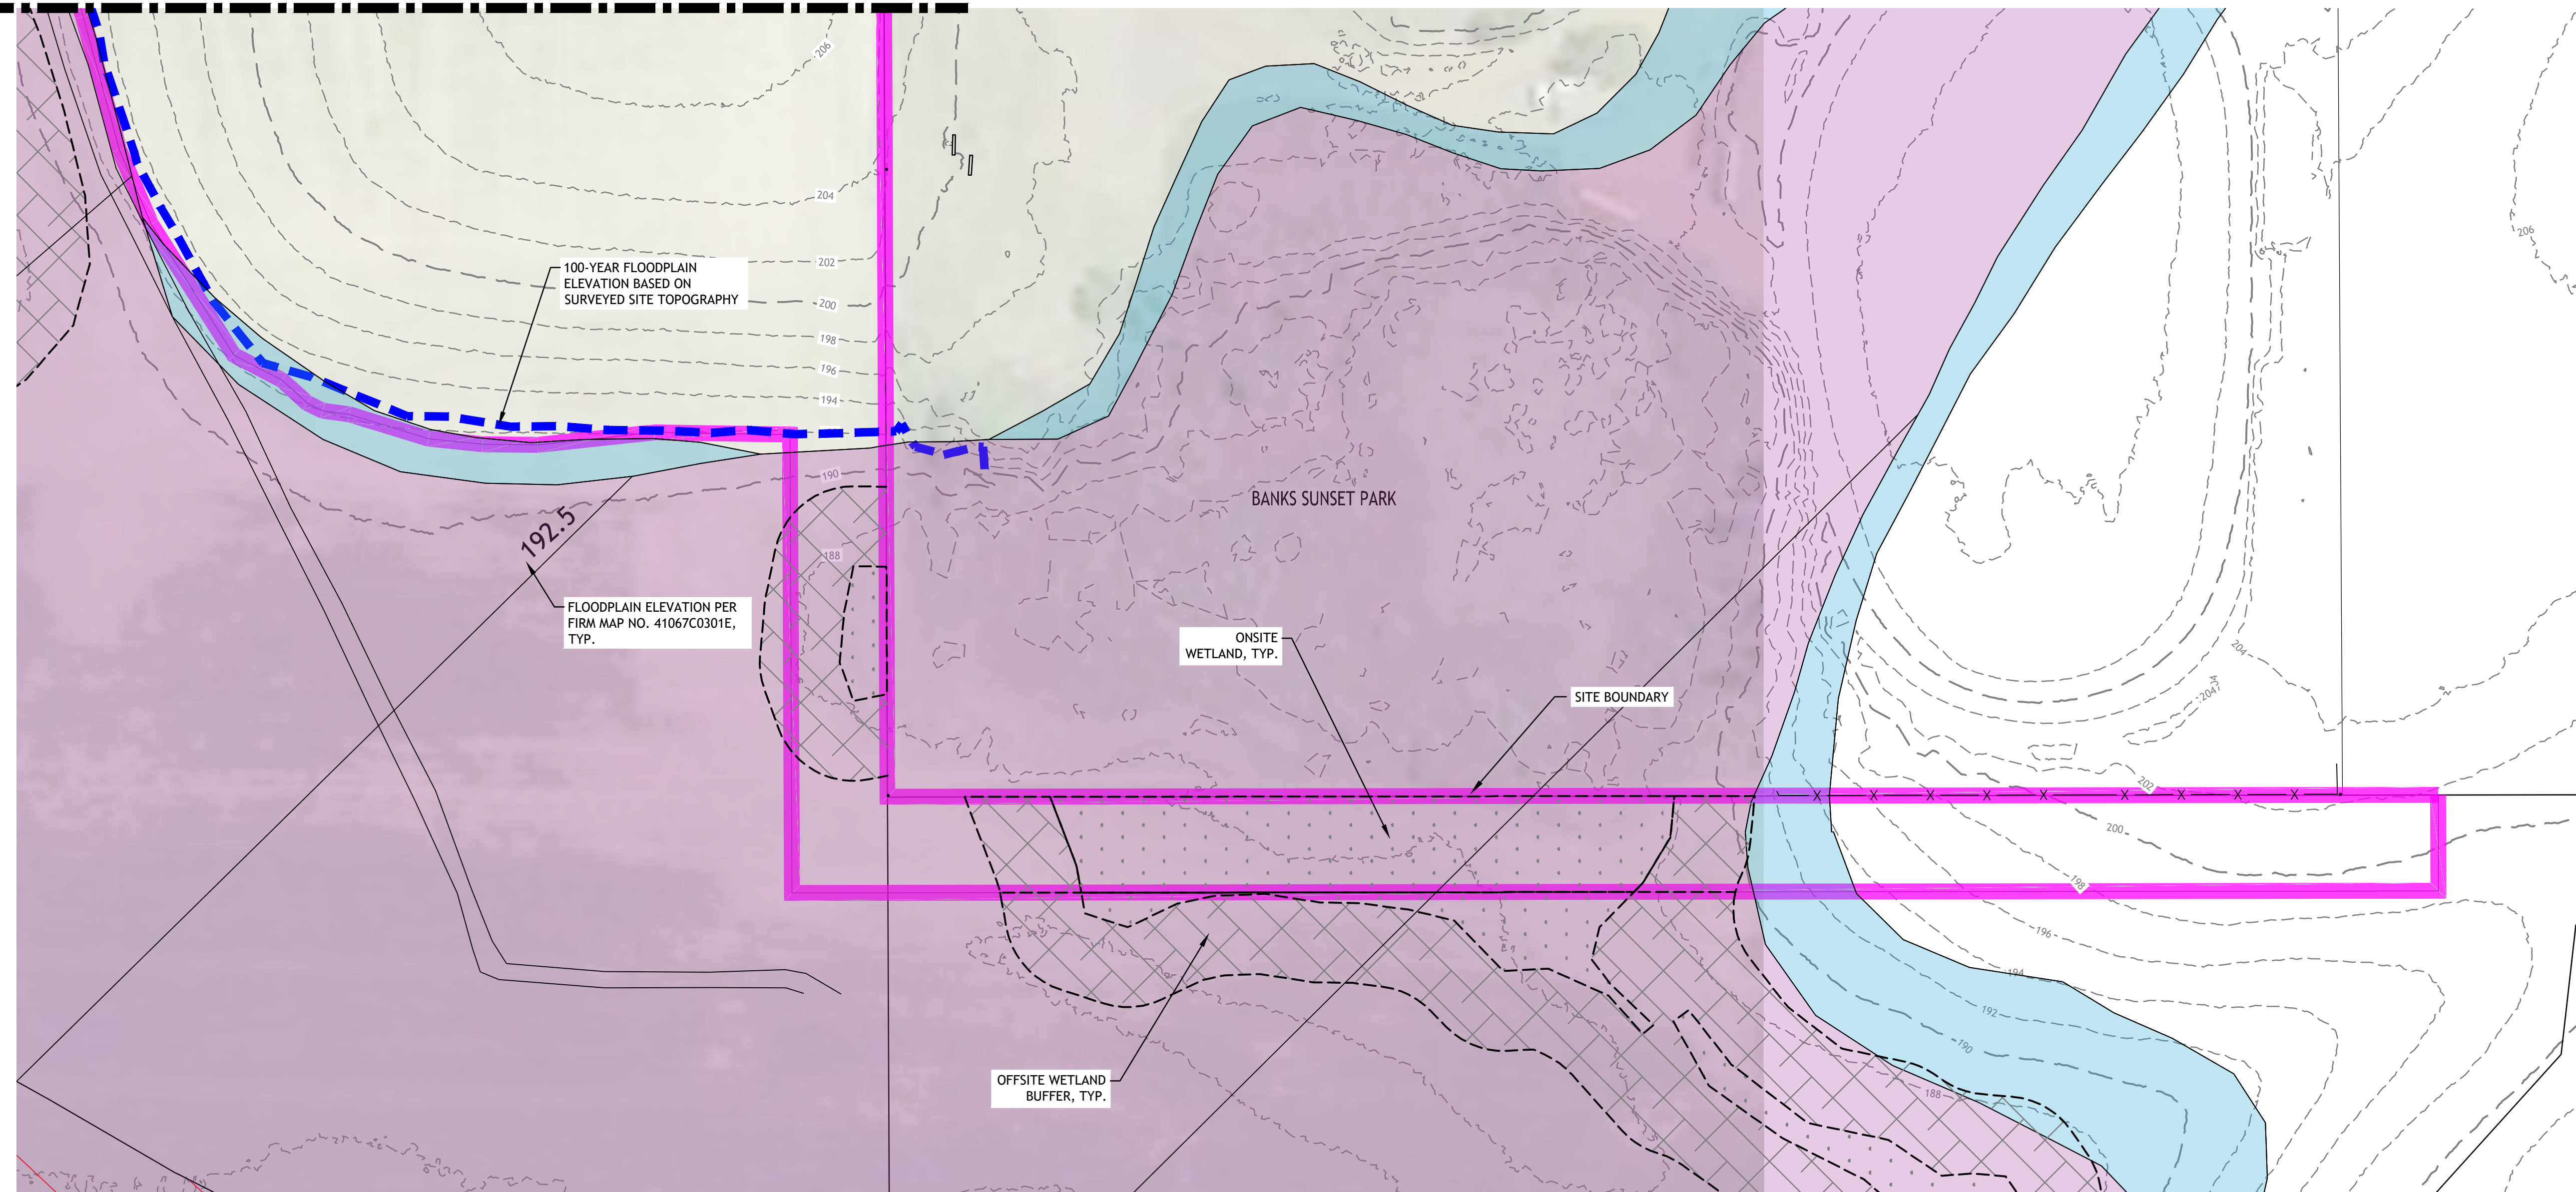 206
204
202
200
198
196
194
100-YEAR FLOODPLAIN
ELEVATION BASED ON
SURVEYED SITE TOPOGRAPHY
206
190
192.5
BANKS SUNSET PARK
188
FLOODPLAIN ELEVATION PER
FIRM MAP NO. 41067C0301E,
TYP.
ONSITE
WETLAND, TYP.
SITE BOUNDARY
204
204
202
X X X X X X X X X
200
198
196
194
192
190
188
OFFSITE WETLAND
BUFFER, TYP.